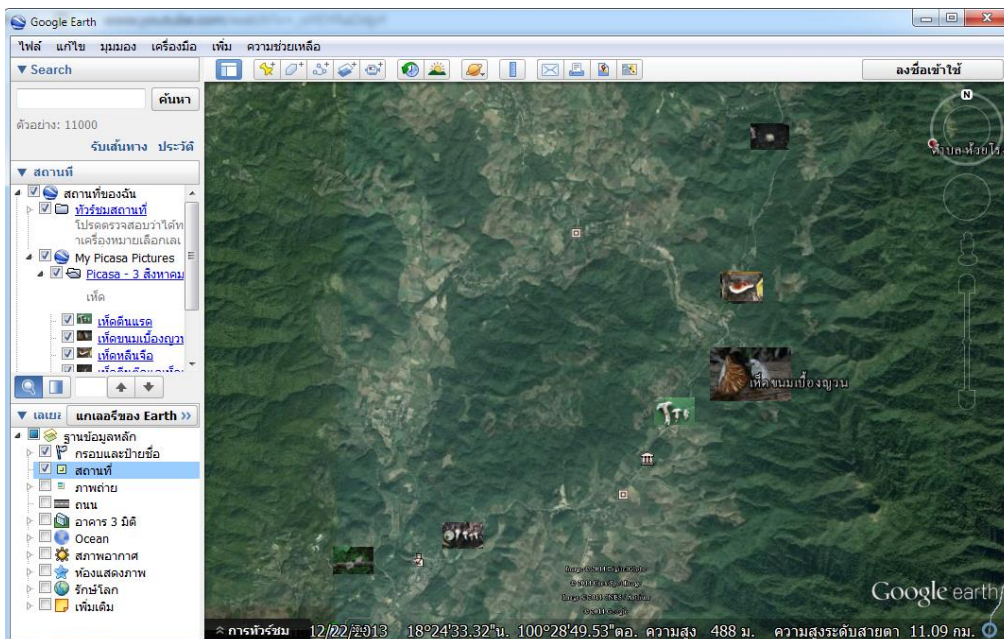 Google Earth
ไฟล์ แก้ไข มุมมอง เครื่องมือ เพิ่ม ความช่วยเหลือ
Search
ลงชื่อเข้าใช้
ค้นหา
ตัวอย่าง: 11000
รับเส้นทาง ประวัติ
สถานที่
สถานที่ของฉัน
ทัวร์ชมสถานที่
โปรดตรวจสอบว่าได้ท
าเครื่องหมายเลือกเลเ
My Picasa Pictures
Picasa - 3 สิงหาคม
เห็ด
เห็ดตีนแรด
เห็ดขนมเบื้องญวน
เห็ดหลินจือ
เลเยอ
แกเลอรีของ Earth >>
ฐานข้อมูลหลัก
กรอบและป้ายชื่อ
สถานที่
ภาพถ่าย
ถนน
อาคาร 3 มิติ
Ocean
สภาพอากาศ
ห้องแสดงภาพ
รักษ์โลก
เพิ่มเติม
N
ตำบล ห้วยไร
เห็ดขนมเบื้องญวน
Google earth
การทัวร์ชม 12/22/2013 18°24'33.32"น. 100°28'49.53"ตอ. ความสูง 488 ม. ความสูงระดับสายตา 11.09 กม.